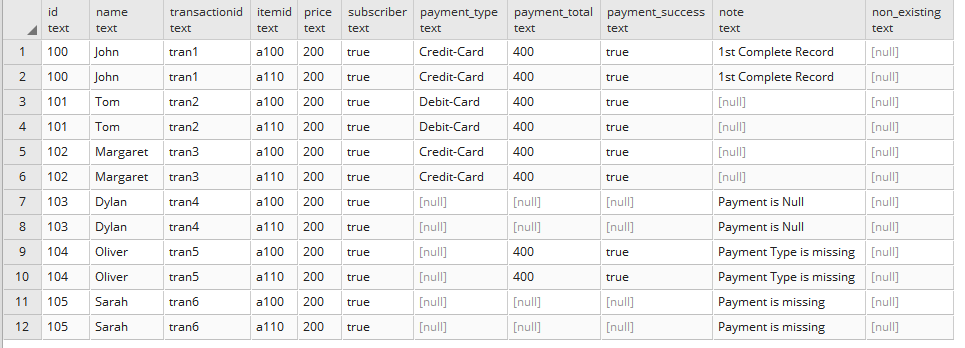 id name transactionid itemid price subscriber payment_type payment_total payment_success note non_existing
text text text text text text text text text text text
1 100 John tran1 a100 200 true Credit-Card 400 true 1st Complete Record [null]
2 100 John tran1 a110 200 true Credit-Card 400 true 1st Complete Record [null]
3 101 Tom tran2 a100 200 true Debit-Card 400 true [null] [null]
4 101 Tom tran2 a110 200 true Debit-Card 400 true [null] [null]
5 102 Margaret tran3 a100 200 true Credit-Card 400 true [null] [null]
6 102 Margaret tran3 a110 200 true Credit-Card 400 true [null] [null]
7 103 Dylan tran4 a100 200 true [null] [null] [null] Payment is Null [null]
8 103 Dylan tran4 a110 200 true [null] [null] [null] Payment is Null [null]
9 104 Oliver tran5 a100 200 true [null] 400 true Payment Type is missing [null]
10 104 Oliver tran5 a110 200 true [null] 400 true Payment Type is missing [null]
11 105 Sarah tran6 a100 200 true [null] [null] [null] Payment is missing [null]
12 105 Sarah tran6 a110 200 true [null] [null] [null] Payment is missing [null]